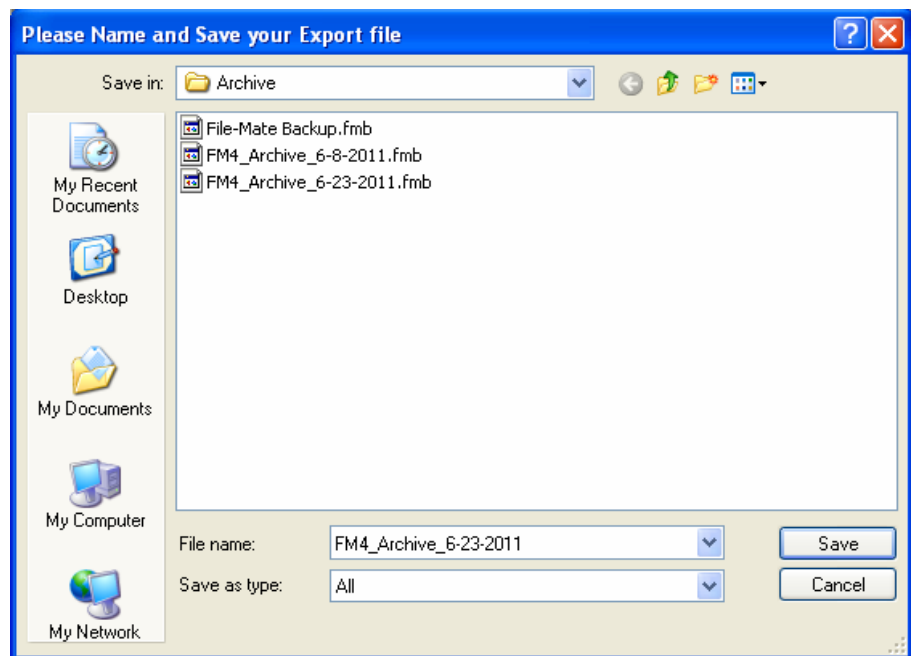 Please Name and Save your Export file
Save in:
Archive
File-Mate Backup.fmb
FM4_Archive_6-8-2011.fmb
FM4_Archive_6-23-2011.fmb
My Recent
Documents
Desktop
My Documents
My Computer
My Network
File name:
FM4_Archive_6-23-2011
Save
Save as type:
All
Cancel